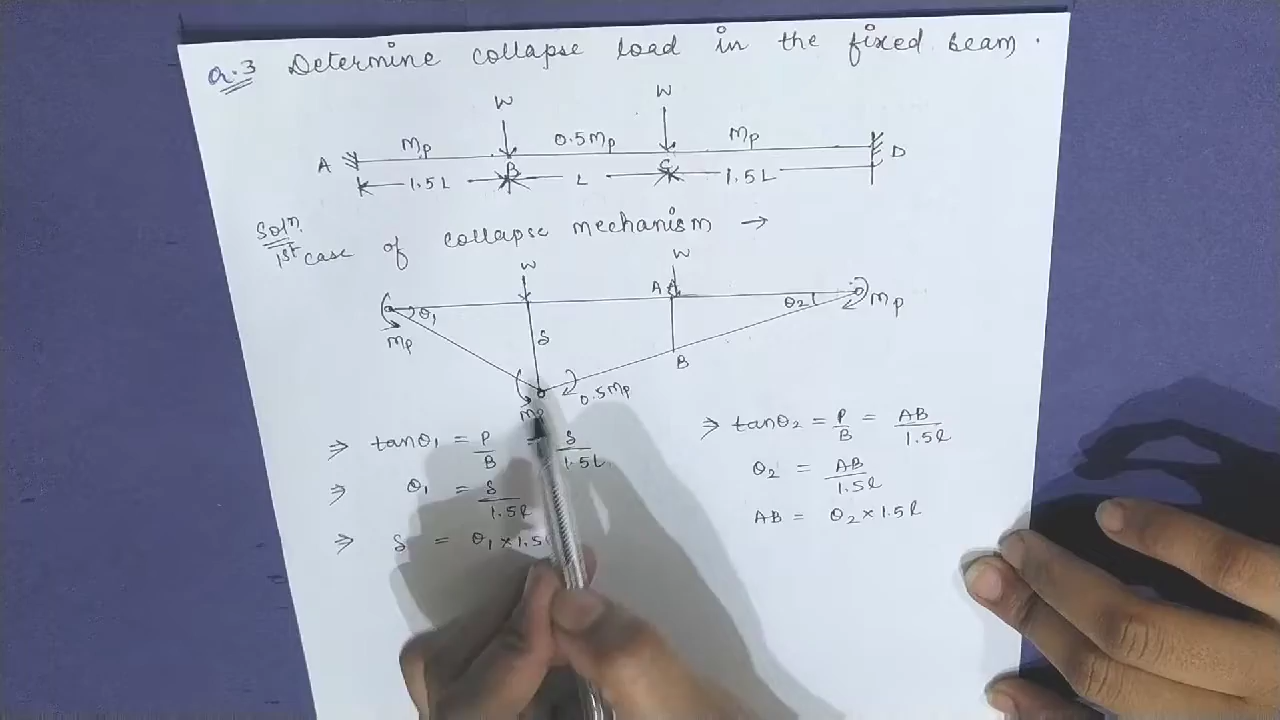 Q.3 Determine collapse load in the fixed beam.
W W
A Mp 0.5Mp Mp D
B C
1.5L L 1.5L
Solⁿ.
1st case of collapse mechanism →
W W
θ1 A θ2 Mp
Mp δ
B
0.5Mp
Mp
⇒ tanθ1 = P/B = δ/1.5L
⇒ θ1 = δ/1.5l
⇒ δ = θ1 × 1.5
⇒ tanθ2 = P/B = AB/1.5l
θ2 = AB/1.5l
AB = θ2 × 1.5l